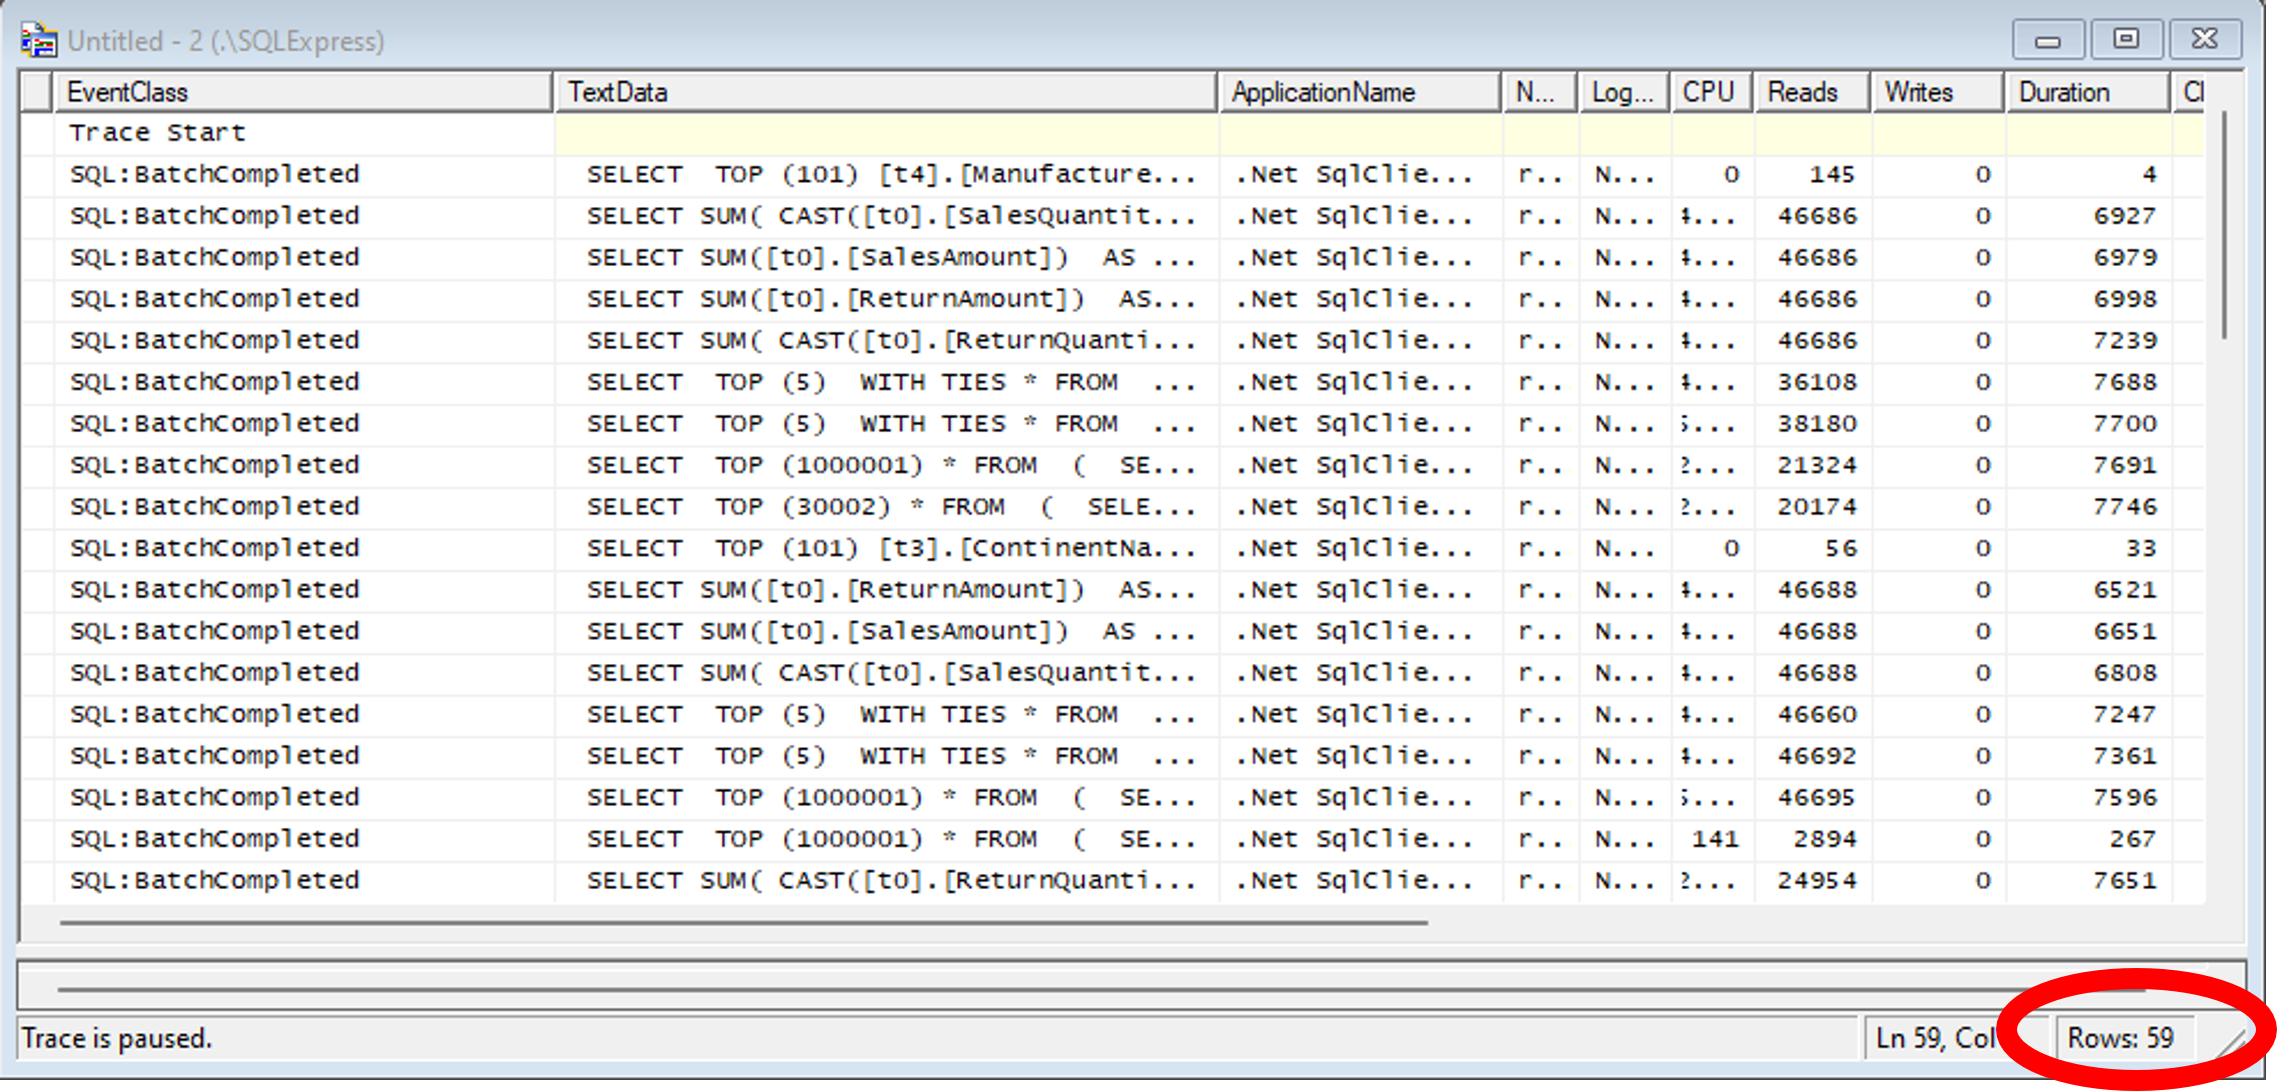 Untitled - 2 (.\SQLExpress)
EventClass TextData ApplicationName N... Log... CPU Reads Writes Duration Cl
Trace Start
SQL:BatchCompleted SELECT TOP (101) [t4].[Manufacture... .Net SqlClie... r.. N... 0 145 0 4
SQL:BatchCompleted SELECT SUM( CAST([t0].[SalesQuantit... .Net SqlClie... r.. N... 4... 46686 0 6927
SQL:BatchCompleted SELECT SUM([t0].[SalesAmount]) AS ... .Net SqlClie... r.. N... 4... 46686 0 6979
SQL:BatchCompleted SELECT SUM([t0].[ReturnAmount]) AS... .Net SqlClie... r.. N... 4... 46686 0 6998
SQL:BatchCompleted SELECT SUM( CAST([t0].[ReturnQuanti... .Net SqlClie... r.. N... 4... 46686 0 7239
SQL:BatchCompleted SELECT TOP (5) WITH TIES * FROM ... .Net SqlClie... r.. N... 4... 36108 0 7688
SQL:BatchCompleted SELECT TOP (5) WITH TIES * FROM ... .Net SqlClie... r.. N... 5... 38180 0 7700
SQL:BatchCompleted SELECT TOP (1000001) * FROM ( SE... .Net SqlClie... r.. N... 2... 21324 0 7691
SQL:BatchCompleted SELECT TOP (30002) * FROM ( SELE... .Net SqlClie... r.. N... 2... 20174 0 7746
SQL:BatchCompleted SELECT TOP (101) [t3].[ContinentNa... .Net SqlClie... r.. N... 0 56 0 33
SQL:BatchCompleted SELECT SUM([t0].[ReturnAmount]) AS... .Net SqlClie... r.. N... 4... 46688 0 6521
SQL:BatchCompleted SELECT SUM([t0].[SalesAmount]) AS ... .Net SqlClie... r.. N... 4... 46688 0 6651
SQL:BatchCompleted SELECT SUM( CAST([t0].[SalesQuantit... .Net SqlClie... r.. N... 4... 46688 0 6808
SQL:BatchCompleted SELECT TOP (5) WITH TIES * FROM ... .Net SqlClie... r.. N... 4... 46660 0 7247
SQL:BatchCompleted SELECT TOP (5) WITH TIES * FROM ... .Net SqlClie... r.. N... 4... 46692 0 7361
SQL:BatchCompleted SELECT TOP (1000001) * FROM ( SE... .Net SqlClie... r.. N... 5... 46695 0 7596
SQL:BatchCompleted SELECT TOP (1000001) * FROM ( SE... .Net SqlClie... r.. N... 141 2894 0 267
SQL:BatchCompleted SELECT SUM( CAST([t0].[ReturnQuanti... .Net SqlClie... r.. N... 2... 24954 0 7651
Trace is paused. Ln 59, Col Rows: 59